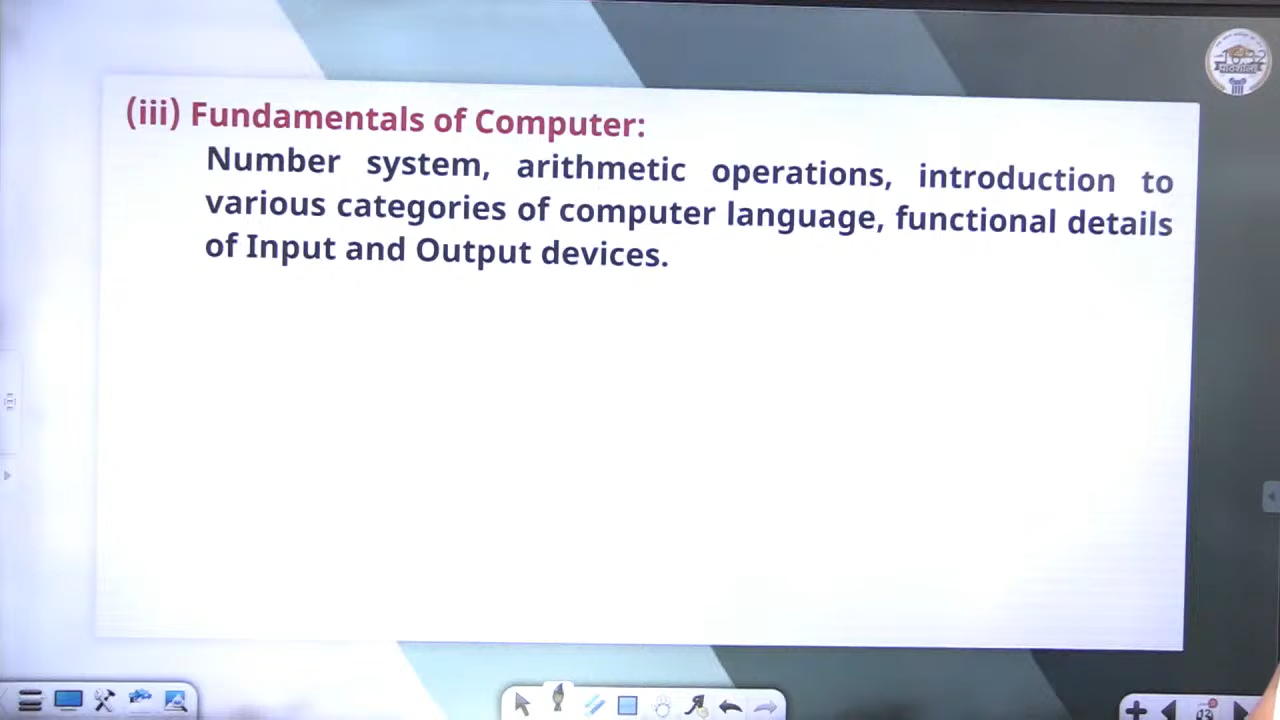 (iii) Fundamentals of Computer:
Number system, arithmetic operations, introduction to
various categories of computer language, functional details
of Input and Output devices.